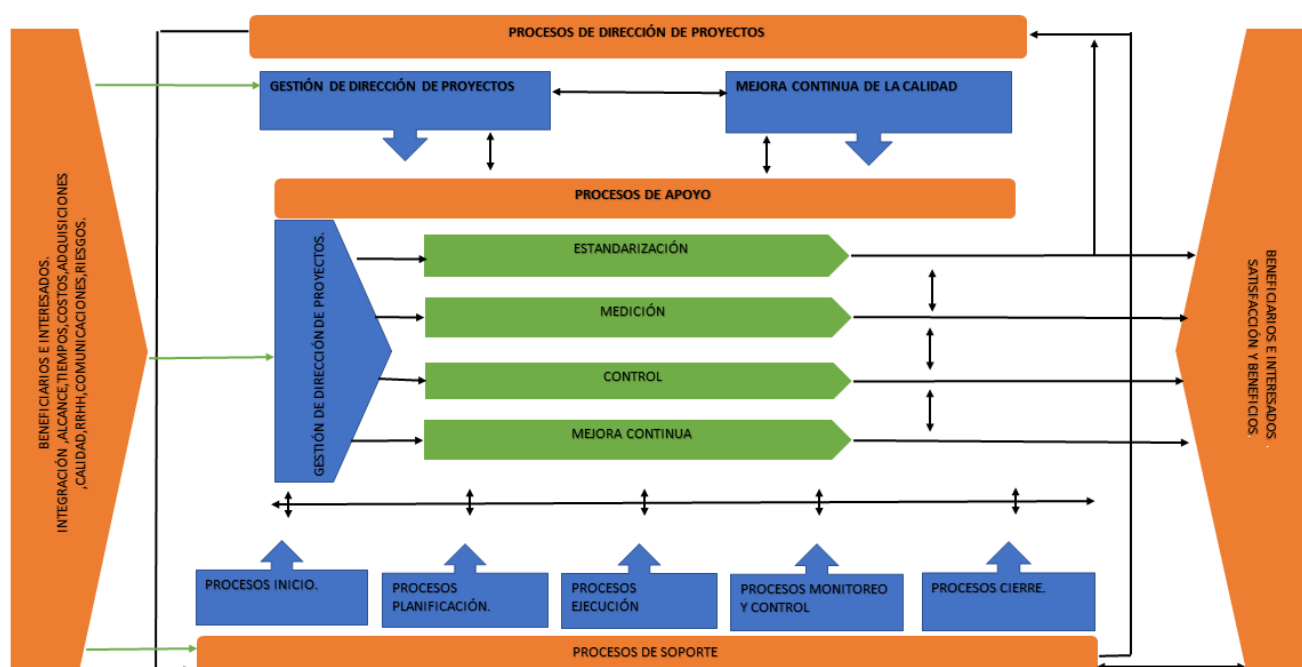 PROCESOS DE DIRECCIÓN DE PROYECTOS
GESTIÓN DE DIRECCIÓN DE PROYECTOS
MEJORA CONTINUA DE LA CALIDAD
PROCESOS DE APOYO
BENEFICIARIOS E INTERESADOS.
INTEGRACIÓN ,ALCANCE,TIEMPOS,COSTOS,ADQUISICIONES
,CALIDAD,RRHH,COMUNICACIONES,RIESGOS.
GESTIÓN DE DIRECCIÓN DE PROYECTOS.
ESTANDARIZACIÓN
MEDICIÓN
CONTROL
MEJORA CONTINUA
BENEFICIARIOS E INTERESADOS .
SATISFACCIÓN Y BENEFICIOS.
PROCESOS INICIO.
PROCESOS
PLANIFICACIÓN.
PROCESOS
EJECUCIÓN
PROCESOS MONITOREO
Y CONTROL
PROCESOS CIERRE.
PROCESOS DE SOPORTE